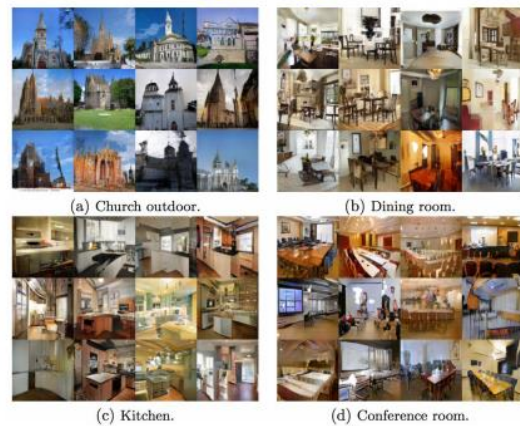 (a) Church outdoor.
(b) Dining room.
(c) Kitchen.
(d) Conference room.